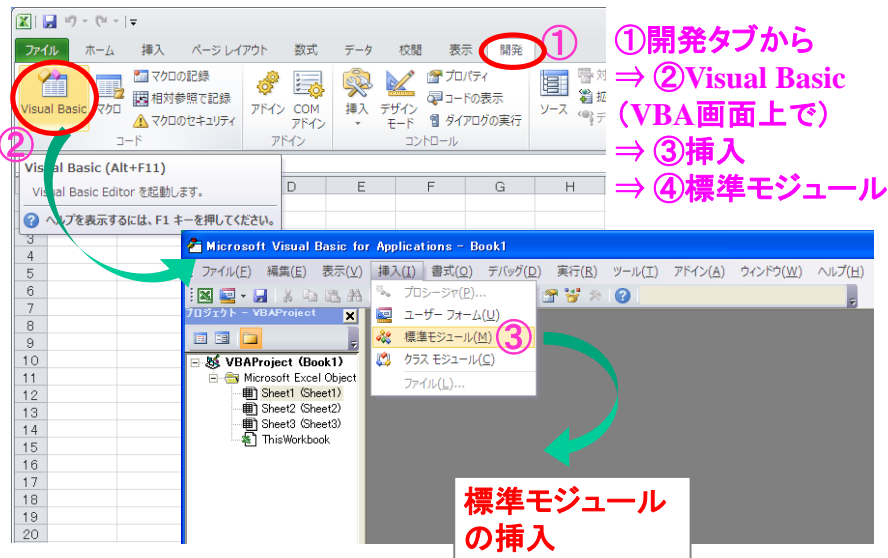 ファイル ホーム 挿入 ページ レイアウト 数式 データ 校閲 表示 開発 ①
①開発タブから
⇒ ②Visual Basic
(VBA画面上で)
⇒ ③挿入
⇒ ④標準モジュール
Visual Basic
マクロ
マクロの記録
相対参照で記録
マクロのセキュリティ
コード
アドイン
COM
アドイン
アドイン
挿入
デザイン
モード
プロパティ
コードの表示
ダイアログの実行
コントロール
ソース
対
拡
デ
②
Visual Basic (Alt+F11)
Visual Basic Editor を起動します。
ヘルプを表示するには、F1 キーを押してください。
D E F G H
3
4
5
6
7
8
9
10
11
12
13
14
15
16
17
18
19
20
Microsoft Visual Basic for Applications - Book1
ファイル(F) 編集(E) 表示(V) 挿入(I) 書式(O) デバッグ(D) 実行(R) ツール(T) アドイン(A) ウィンドウ(W) ヘルプ(H)
プロジェクト - VBAProject
VBAProject (Book1)
Microsoft Excel Object
Sheet1 (Sheet1)
Sheet2 (Sheet2)
Sheet3 (Sheet3)
ThisWorkbook
プロシージャ(P)...
ユーザー フォーム(U)
標準モジュール(M) ③
クラス モジュール(C)
ファイル(L)...
標準モジュール
の挿入